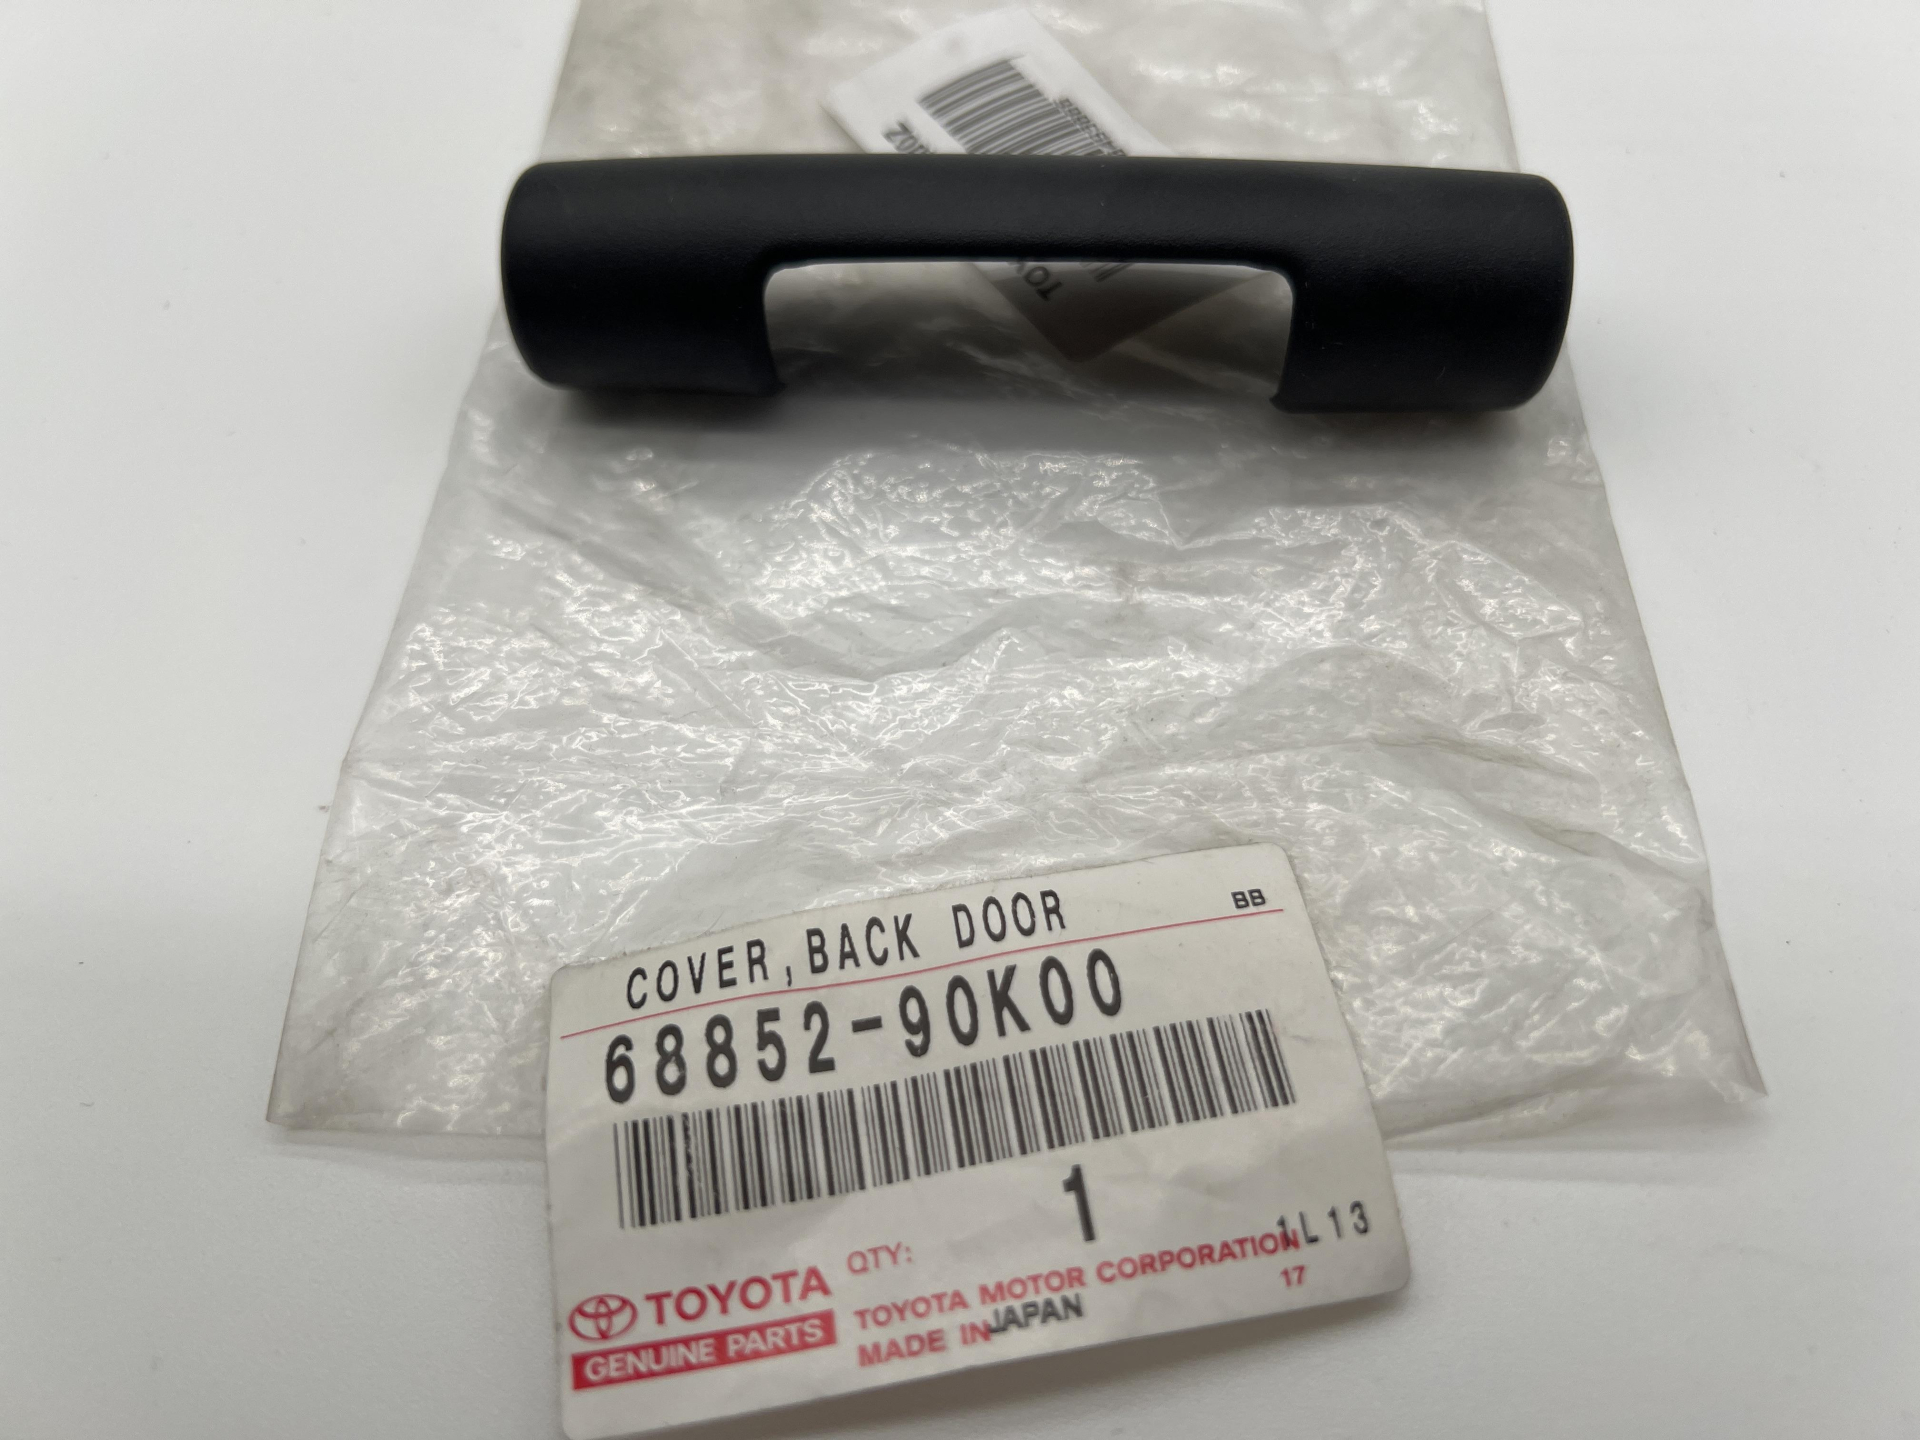 COVER, BACK DOOR
BB
68852-90K00
QTY:
1
1L13
TOYOTA
GENUINE PARTS
TOYOTA MOTOR CORPORATION
17
MADE IN JAPAN